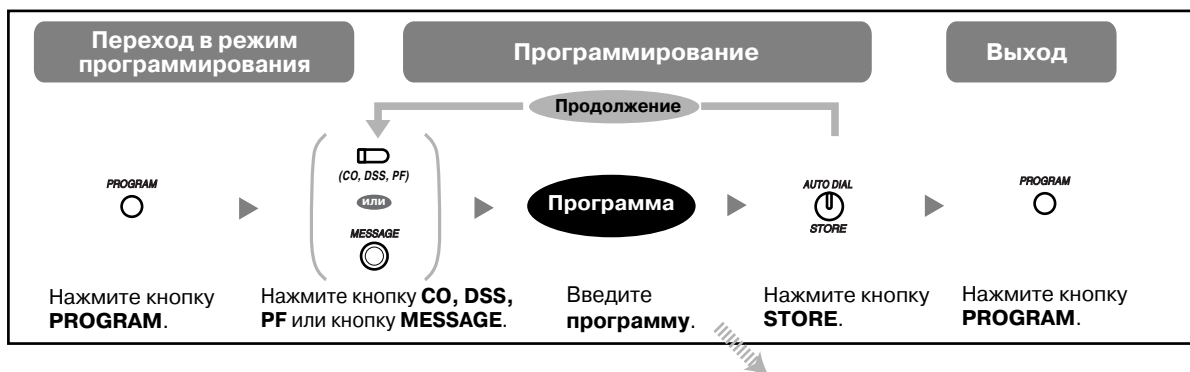 Переход в режим
программирования
Программирование
Выход
Продолжение
PROGRAM
(CO, DSS, PF)
или
MESSAGE
Программа
AUTO DIAL
STORE
PROGRAM
Нажмите кнопку
PROGRAM.
Нажмите кнопку CO, DSS,
PF или кнопку MESSAGE.
Введите
программу.
Нажмите кнопку
STORE.
Нажмите кнопку
PROGRAM.